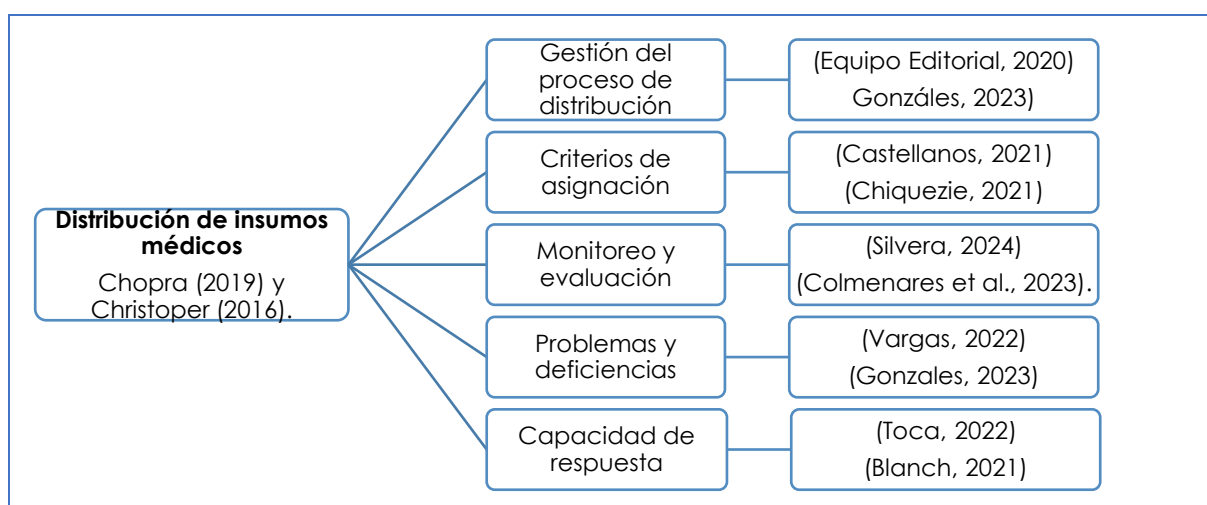 Distribución de insumos
médicos
Chopra (2019) y
Christoper (2016).
Gestión del
proceso de
distribución
(Equipo Editorial, 2020)
Gonzáles, 2023)
Criterios de
asignación
(Castellanos, 2021)
(Chiquezie, 2021)
Monitoreo y
evaluación
(Silvera, 2024)
(Colmenares et al., 2023).
Problemas y
deficiencias
(Vargas, 2022)
(Gonzales, 2023)
Capacidad de
respuesta
(Toca, 2022)
(Blanch, 2021)